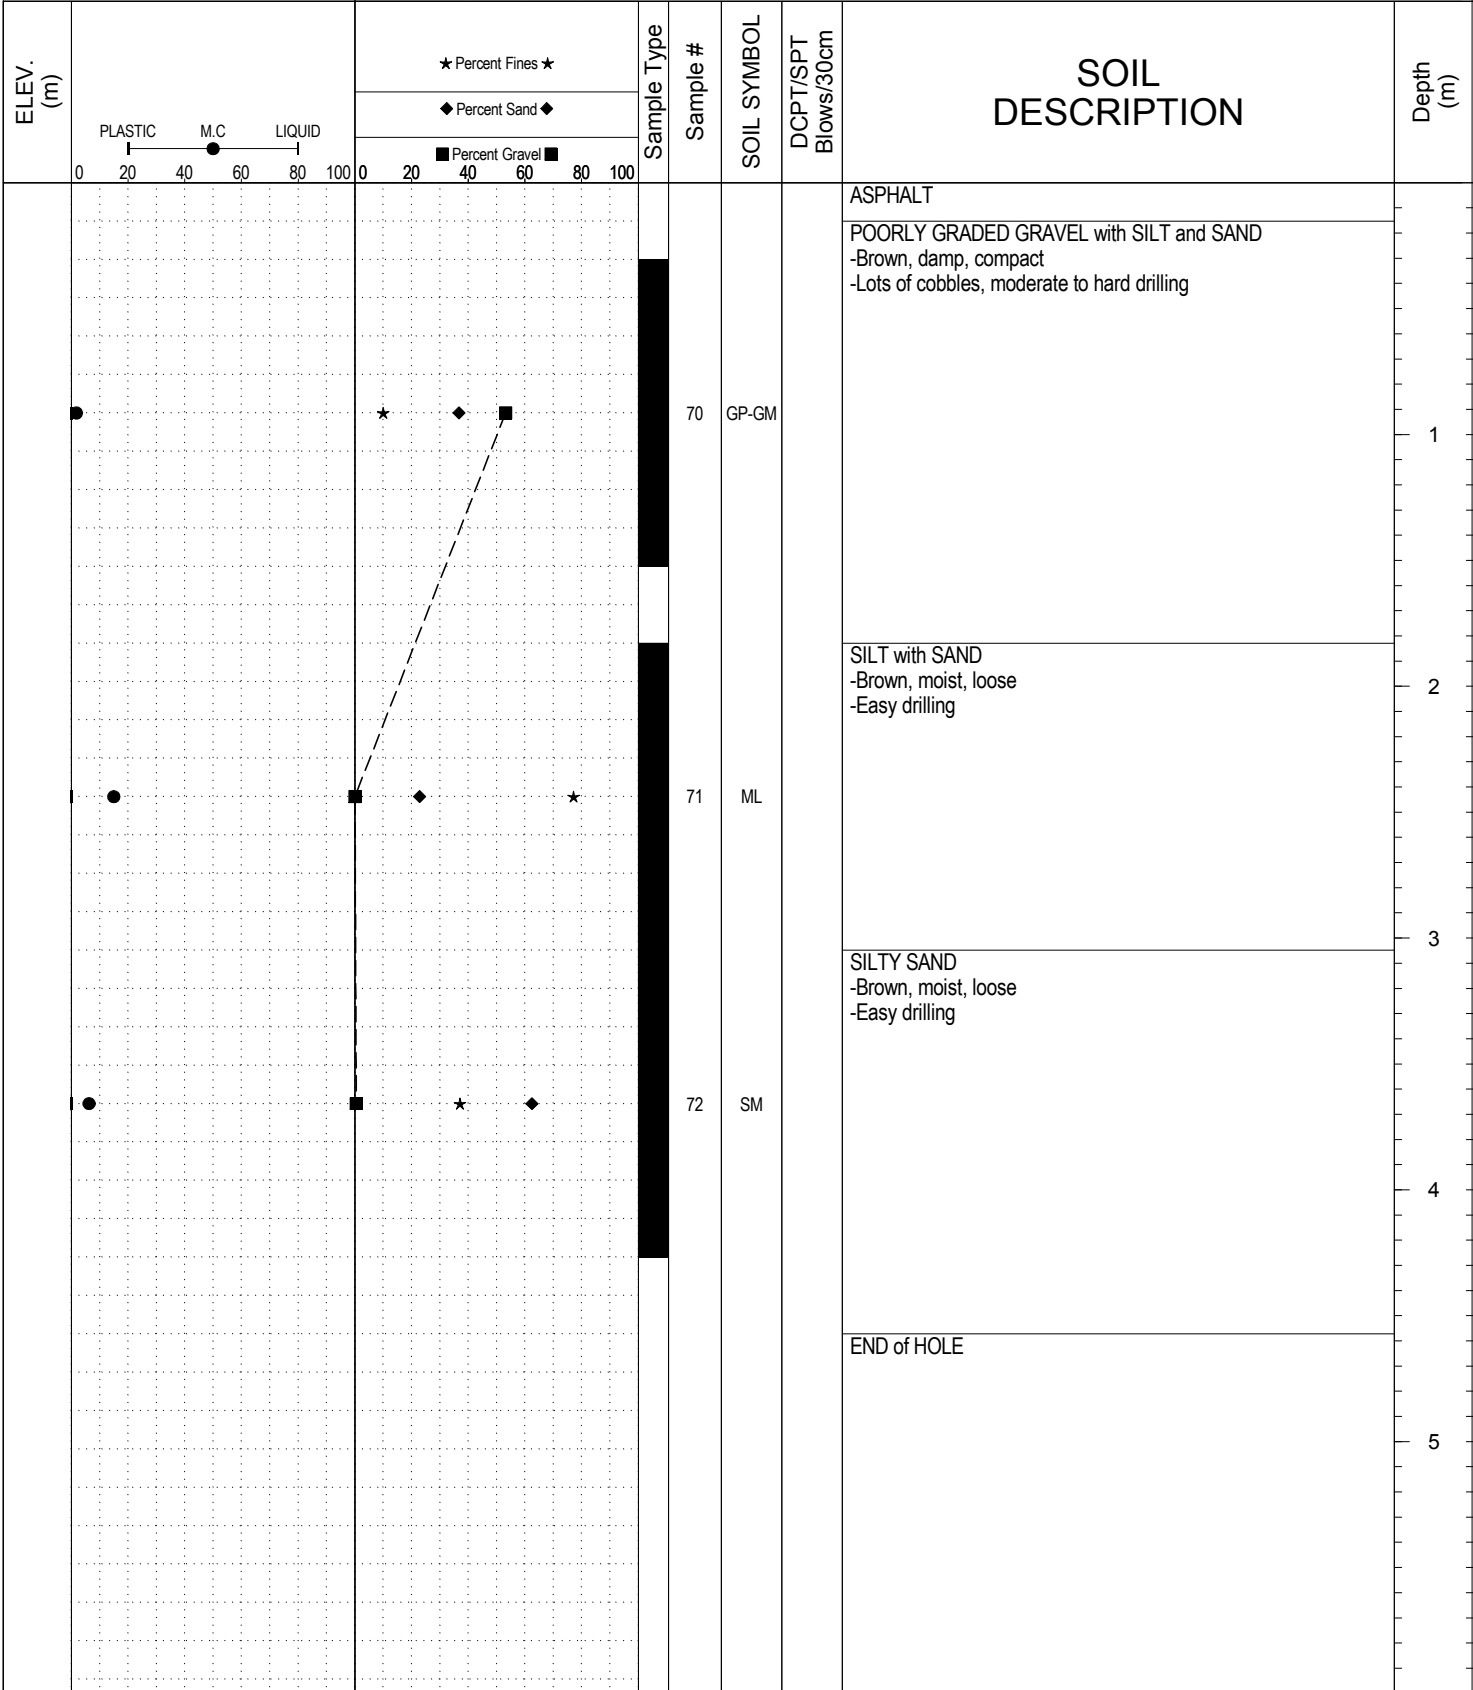 ELEV.
(m)
PLASTIC M.C LIQUID
0 20 40 60 80 100
★ Percent Fines ★
◆ Percent Sand ◆
■ Percent Gravel ■
0 20 40 60 80 100
Sample Type
Sample #
SOIL SYMBOL
DCPT/SPT
Blows/30cm
SOIL
DESCRIPTION
Depth
(m)
ASPHALT
POORLY GRADED GRAVEL with SILT and SAND
-Brown, damp, compact
-Lots of cobbles, moderate to hard drilling
70 GP-GM
1
SILT with SAND
-Brown, moist, loose
-Easy drilling
2
71 ML
3
SILTY SAND
-Brown, moist, loose
-Easy drilling
72 SM
4
END of HOLE
5